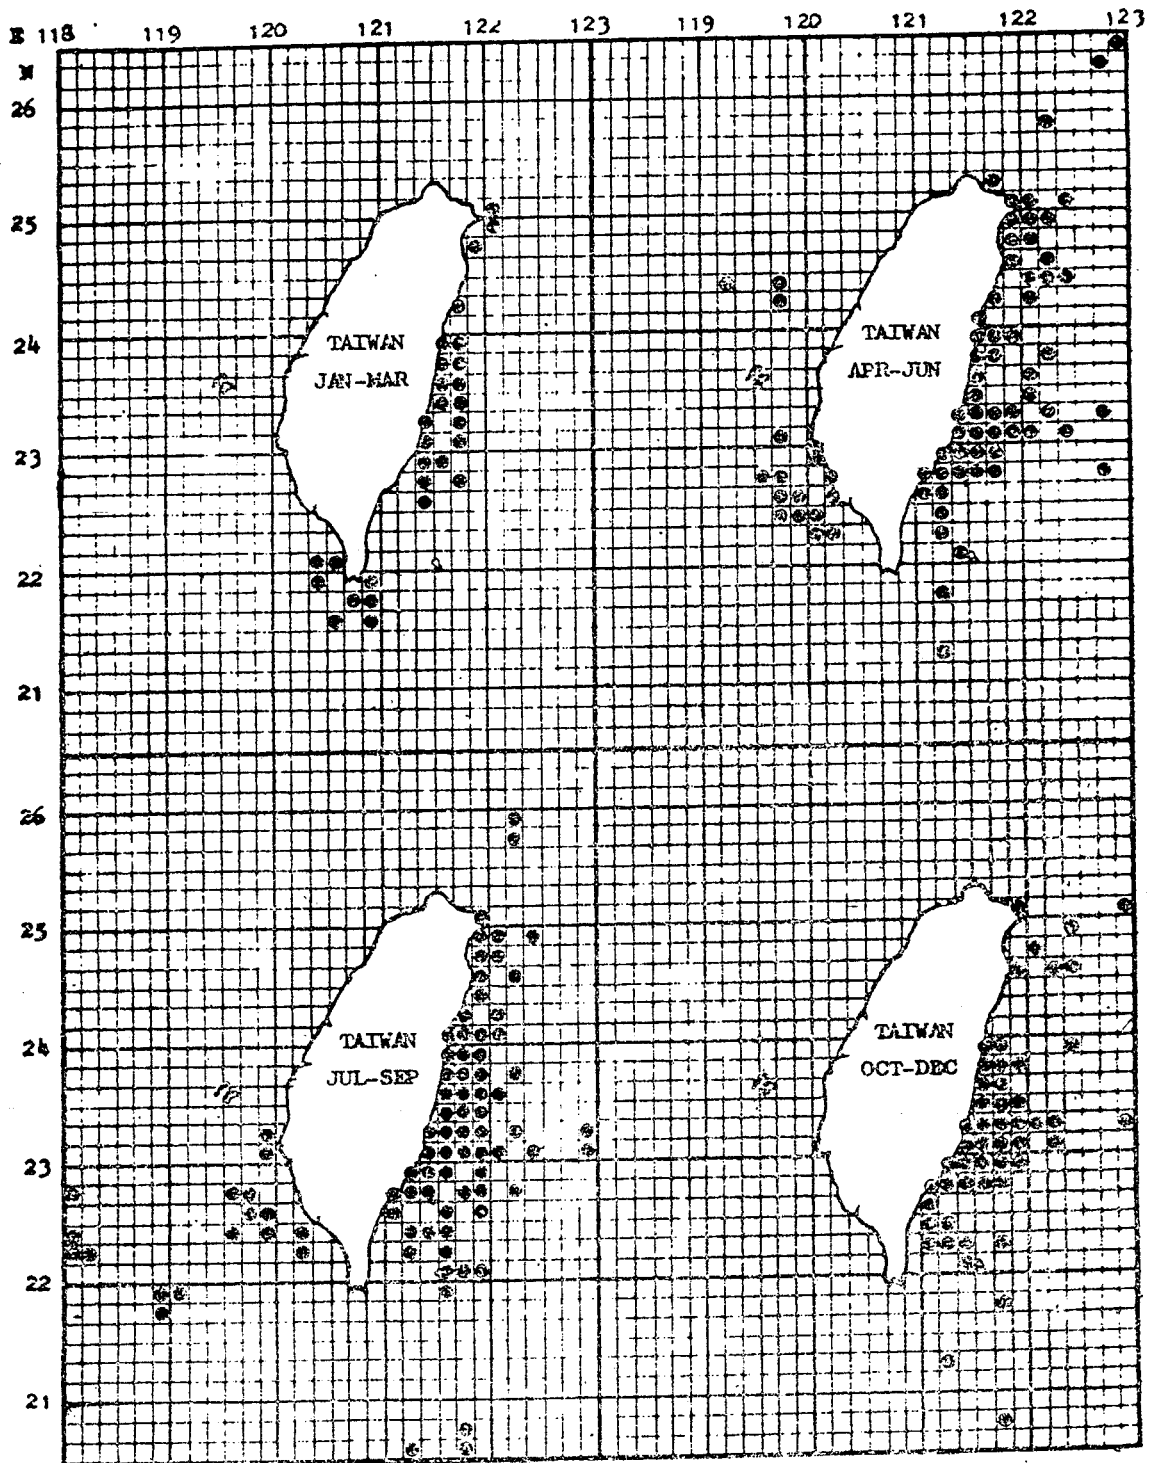 E 118 119 120 121 122 123 119 120 121 122 123
N
26
25
24
23
22
21
TAIWAN
JAN-MAR
TAIWAN
APR-JUN
26
25
24
23
22
21
TAIWAN
JUL-SEP
TAIWAN
OCT-DEC